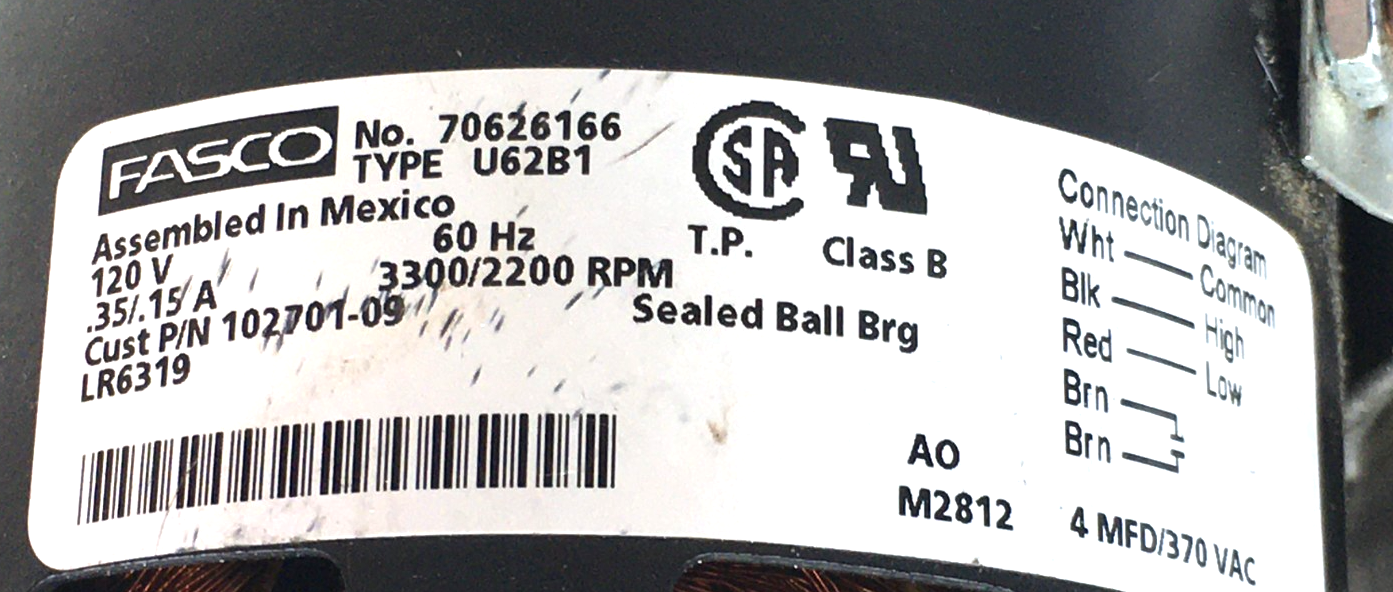 FASCO
No. 70626166
TYPE U62B1
Assembled In Mexico
120 V 60 Hz
.35/.15 A 3300/2200 RPM
Cust P/N 102701-09
LR6319
SA
T.P. Class B
Sealed Ball Brg
AO
M2812
Connection Diagram
Wht Common
Blk High
Red Low
Brn
Brn
4 MFD/370 VAC